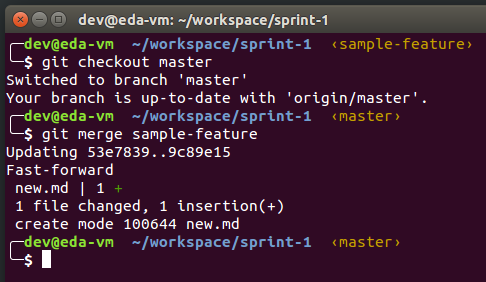 dev@eda-vm: ~/workspace/sprint-1
╭─dev@eda-vm ~/workspace/sprint-1 ‹sample-feature›
╰─$ git checkout master
Switched to branch 'master'
Your branch is up-to-date with 'origin/master'.
╭─dev@eda-vm ~/workspace/sprint-1 ‹master›
╰─$ git merge sample-feature
Updating 53e7839..9c89e15
Fast-forward
 new.md | 1 +
 1 file changed, 1 insertion(+)
 create mode 100644 new.md
╭─dev@eda-vm ~/workspace/sprint-1 ‹master›
╰─$